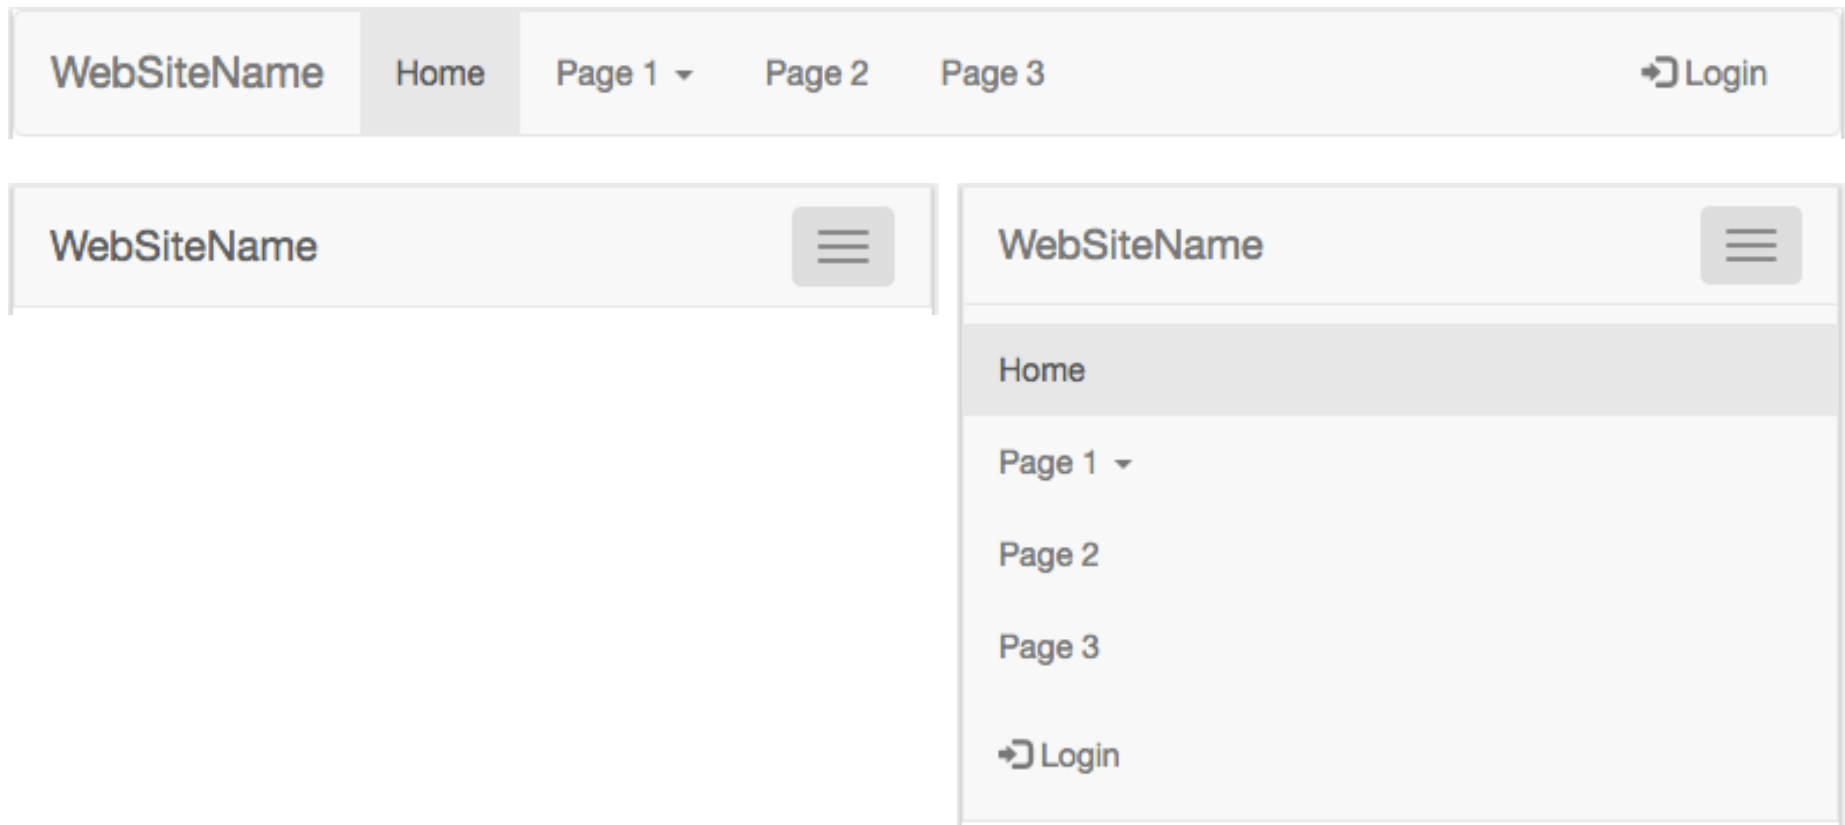 WebSiteName Home Page 1 Page 2 Page 3 Login
WebSiteName
WebSiteName
Home
Page 1
Page 2
Page 3
Login